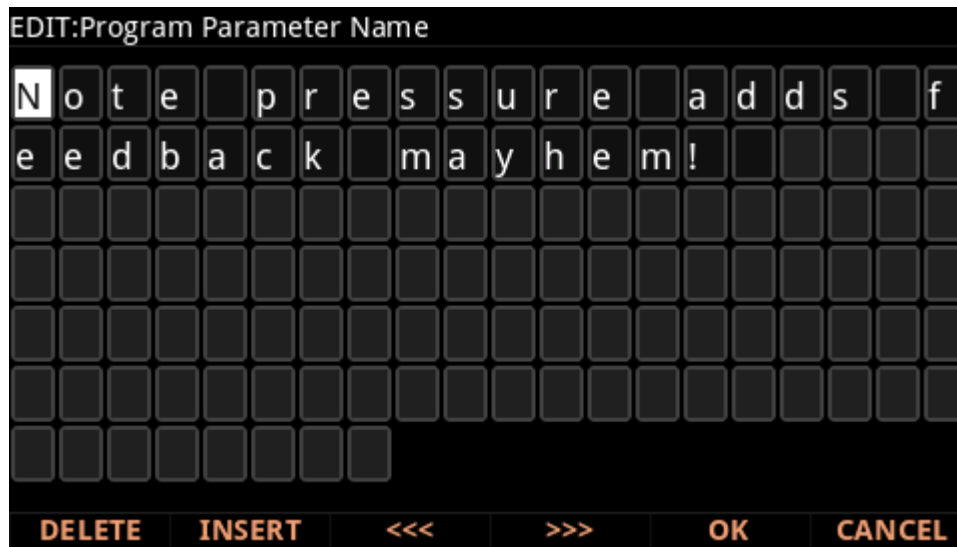 EDIT:Program Parameter Name
Note pressure adds f
eedback mayhem!
DELETE INSERT <<< >>> OK CANCEL